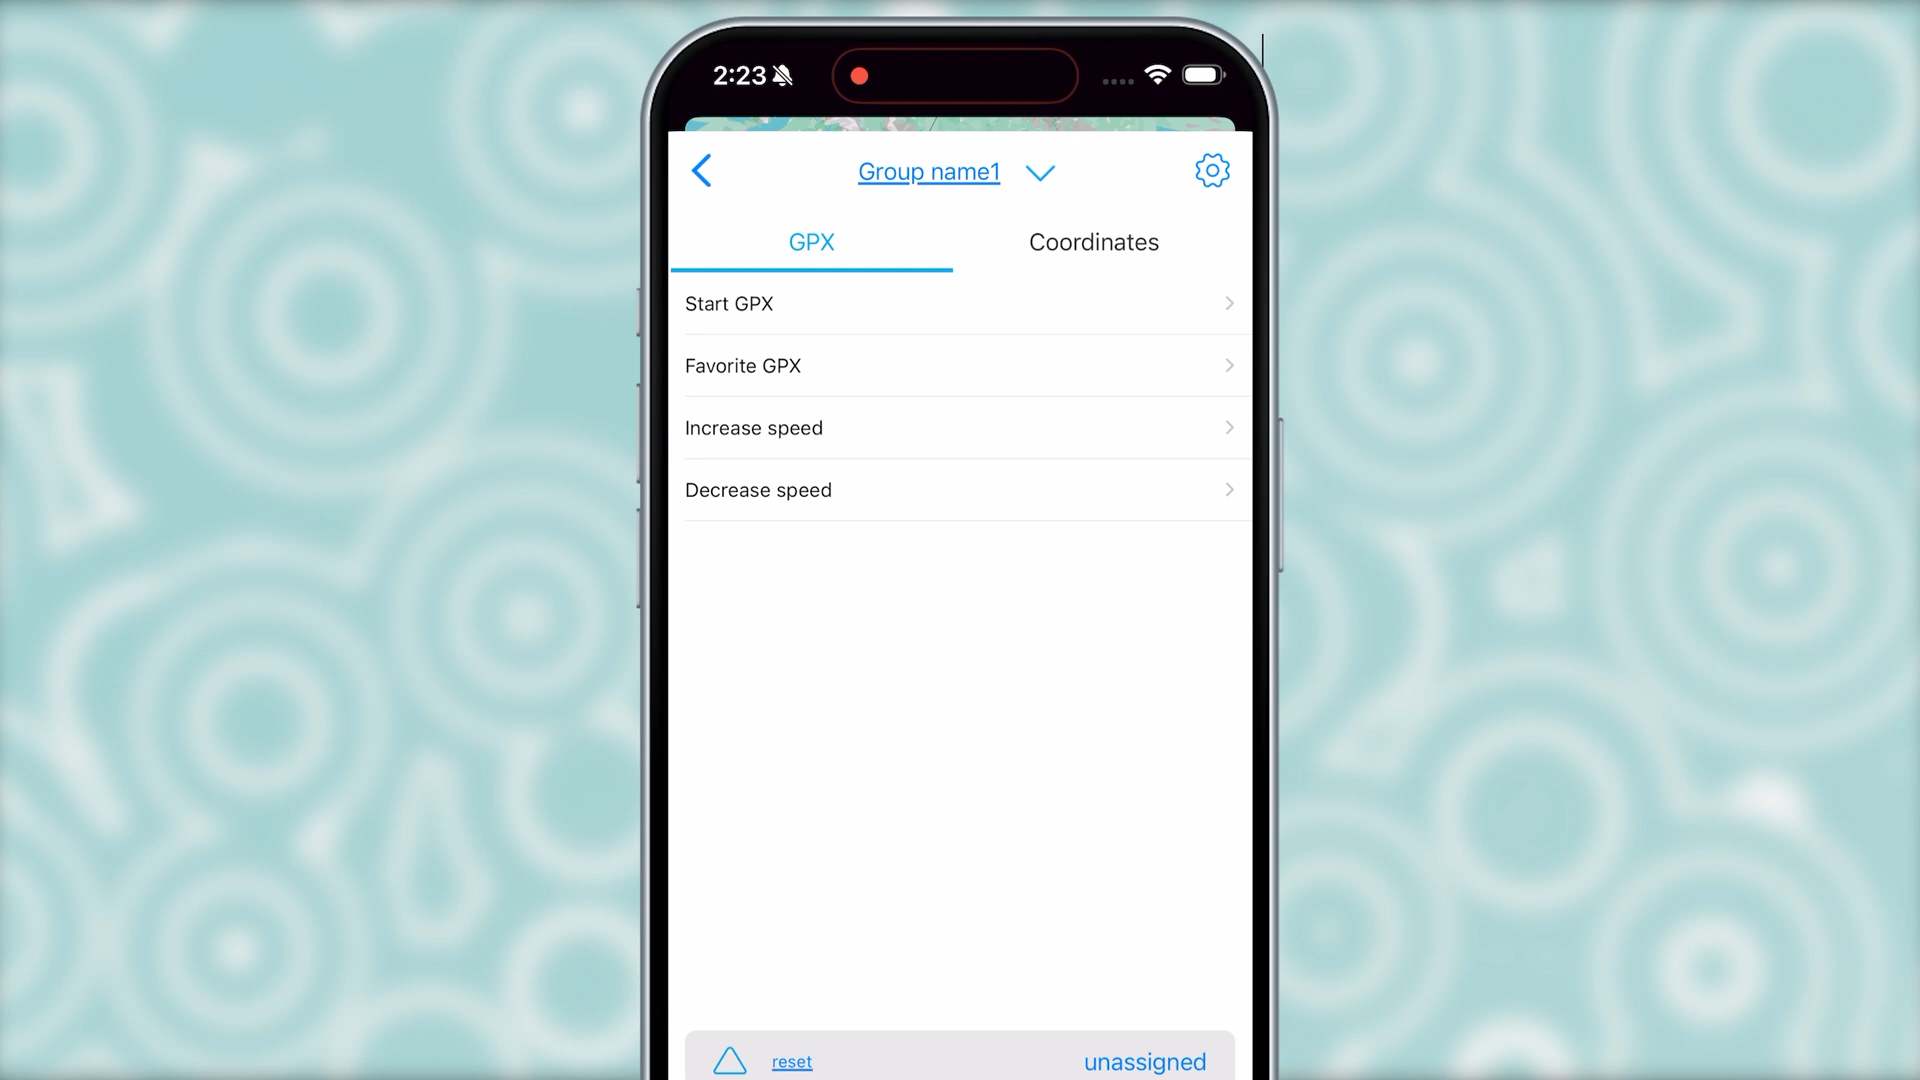 2:23
Group name1
GPX
Coordinates
Start GPX
Favorite GPX
Increase speed
Decrease speed
reset
unassigned